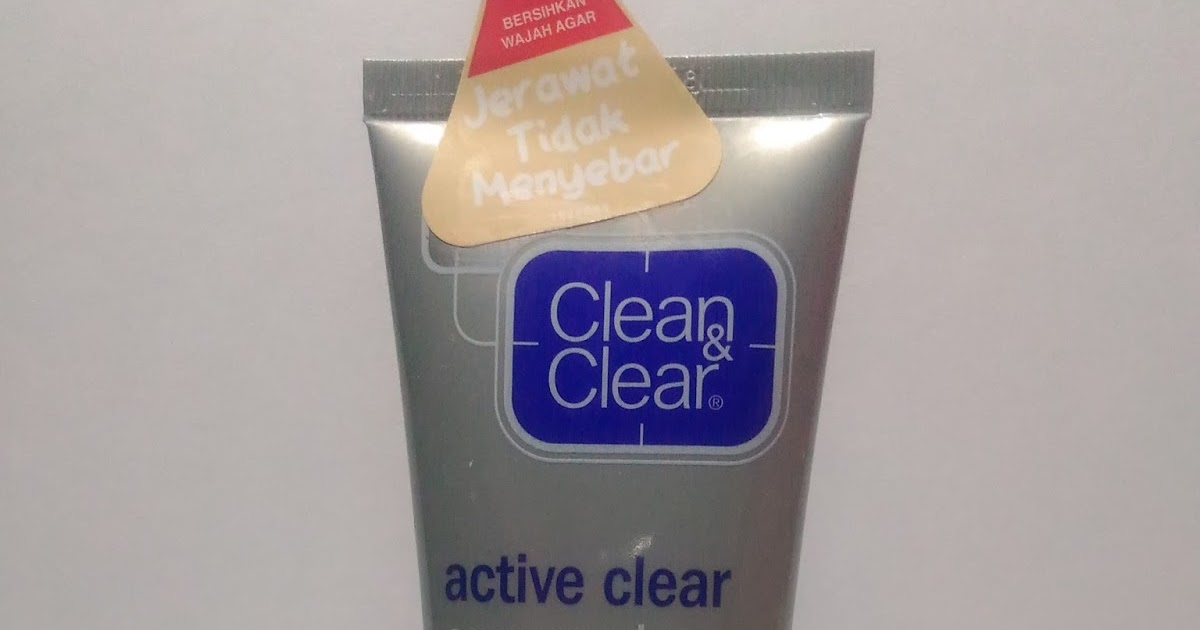 BERSIHKAN
WAJAH AGAR
Jerawat
Tidak
Menyebar
Clean
&
Clear®
active clear